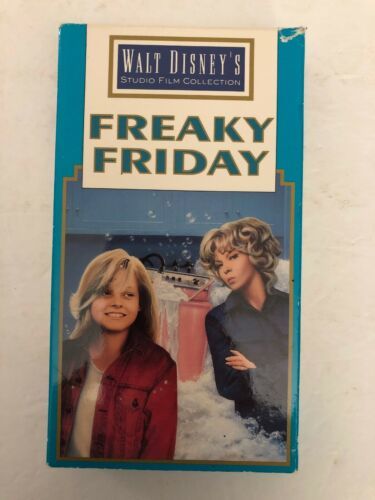 WALT DISNEY'S
STUDIO FILM COLLECTION
FREAKY
FRIDAY